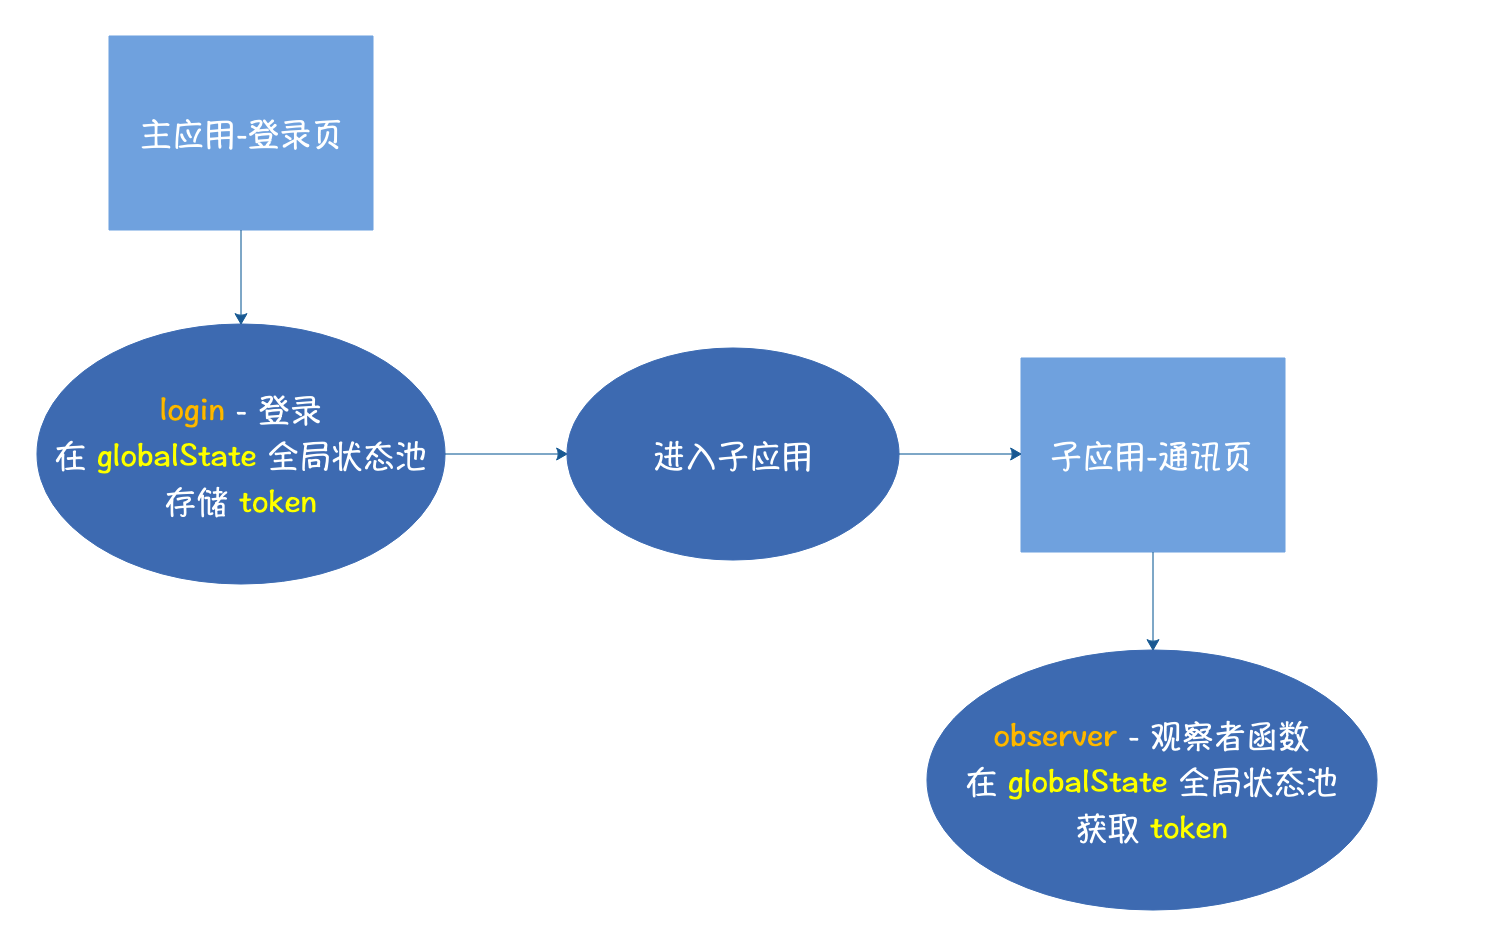 主应用-登录页
login - 登录
在 globalState 全局状态池
存储 token
进入子应用
子应用-通讯页
observer - 观察者函数
在 globalState 全局状态池
获取 token